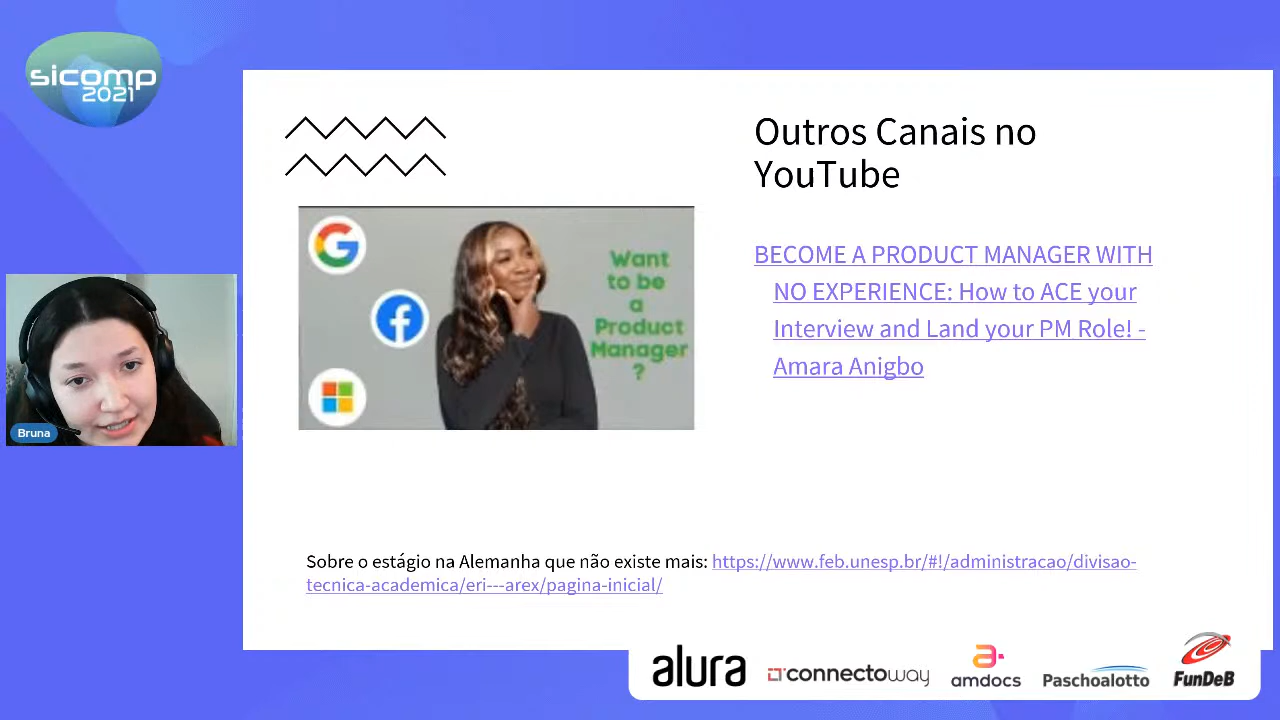 sicomp
2021
Outros Canais no
YouTube
Want
to be
a
Product
Manager
?
BECOME A PRODUCT MANAGER WITH
NO EXPERIENCE: How to ACE your
Interview and Land your PM Role! -
Amara Anigbo
Bruna
Sobre o estágio na Alemanha que não existe mais: https://www.feb.unesp.br/#!/administracao/divisao-
tecnica-academica/eri---arex/pagina-inicial/
alura
connectoway
amdocs
Paschoalotto
FunDeB